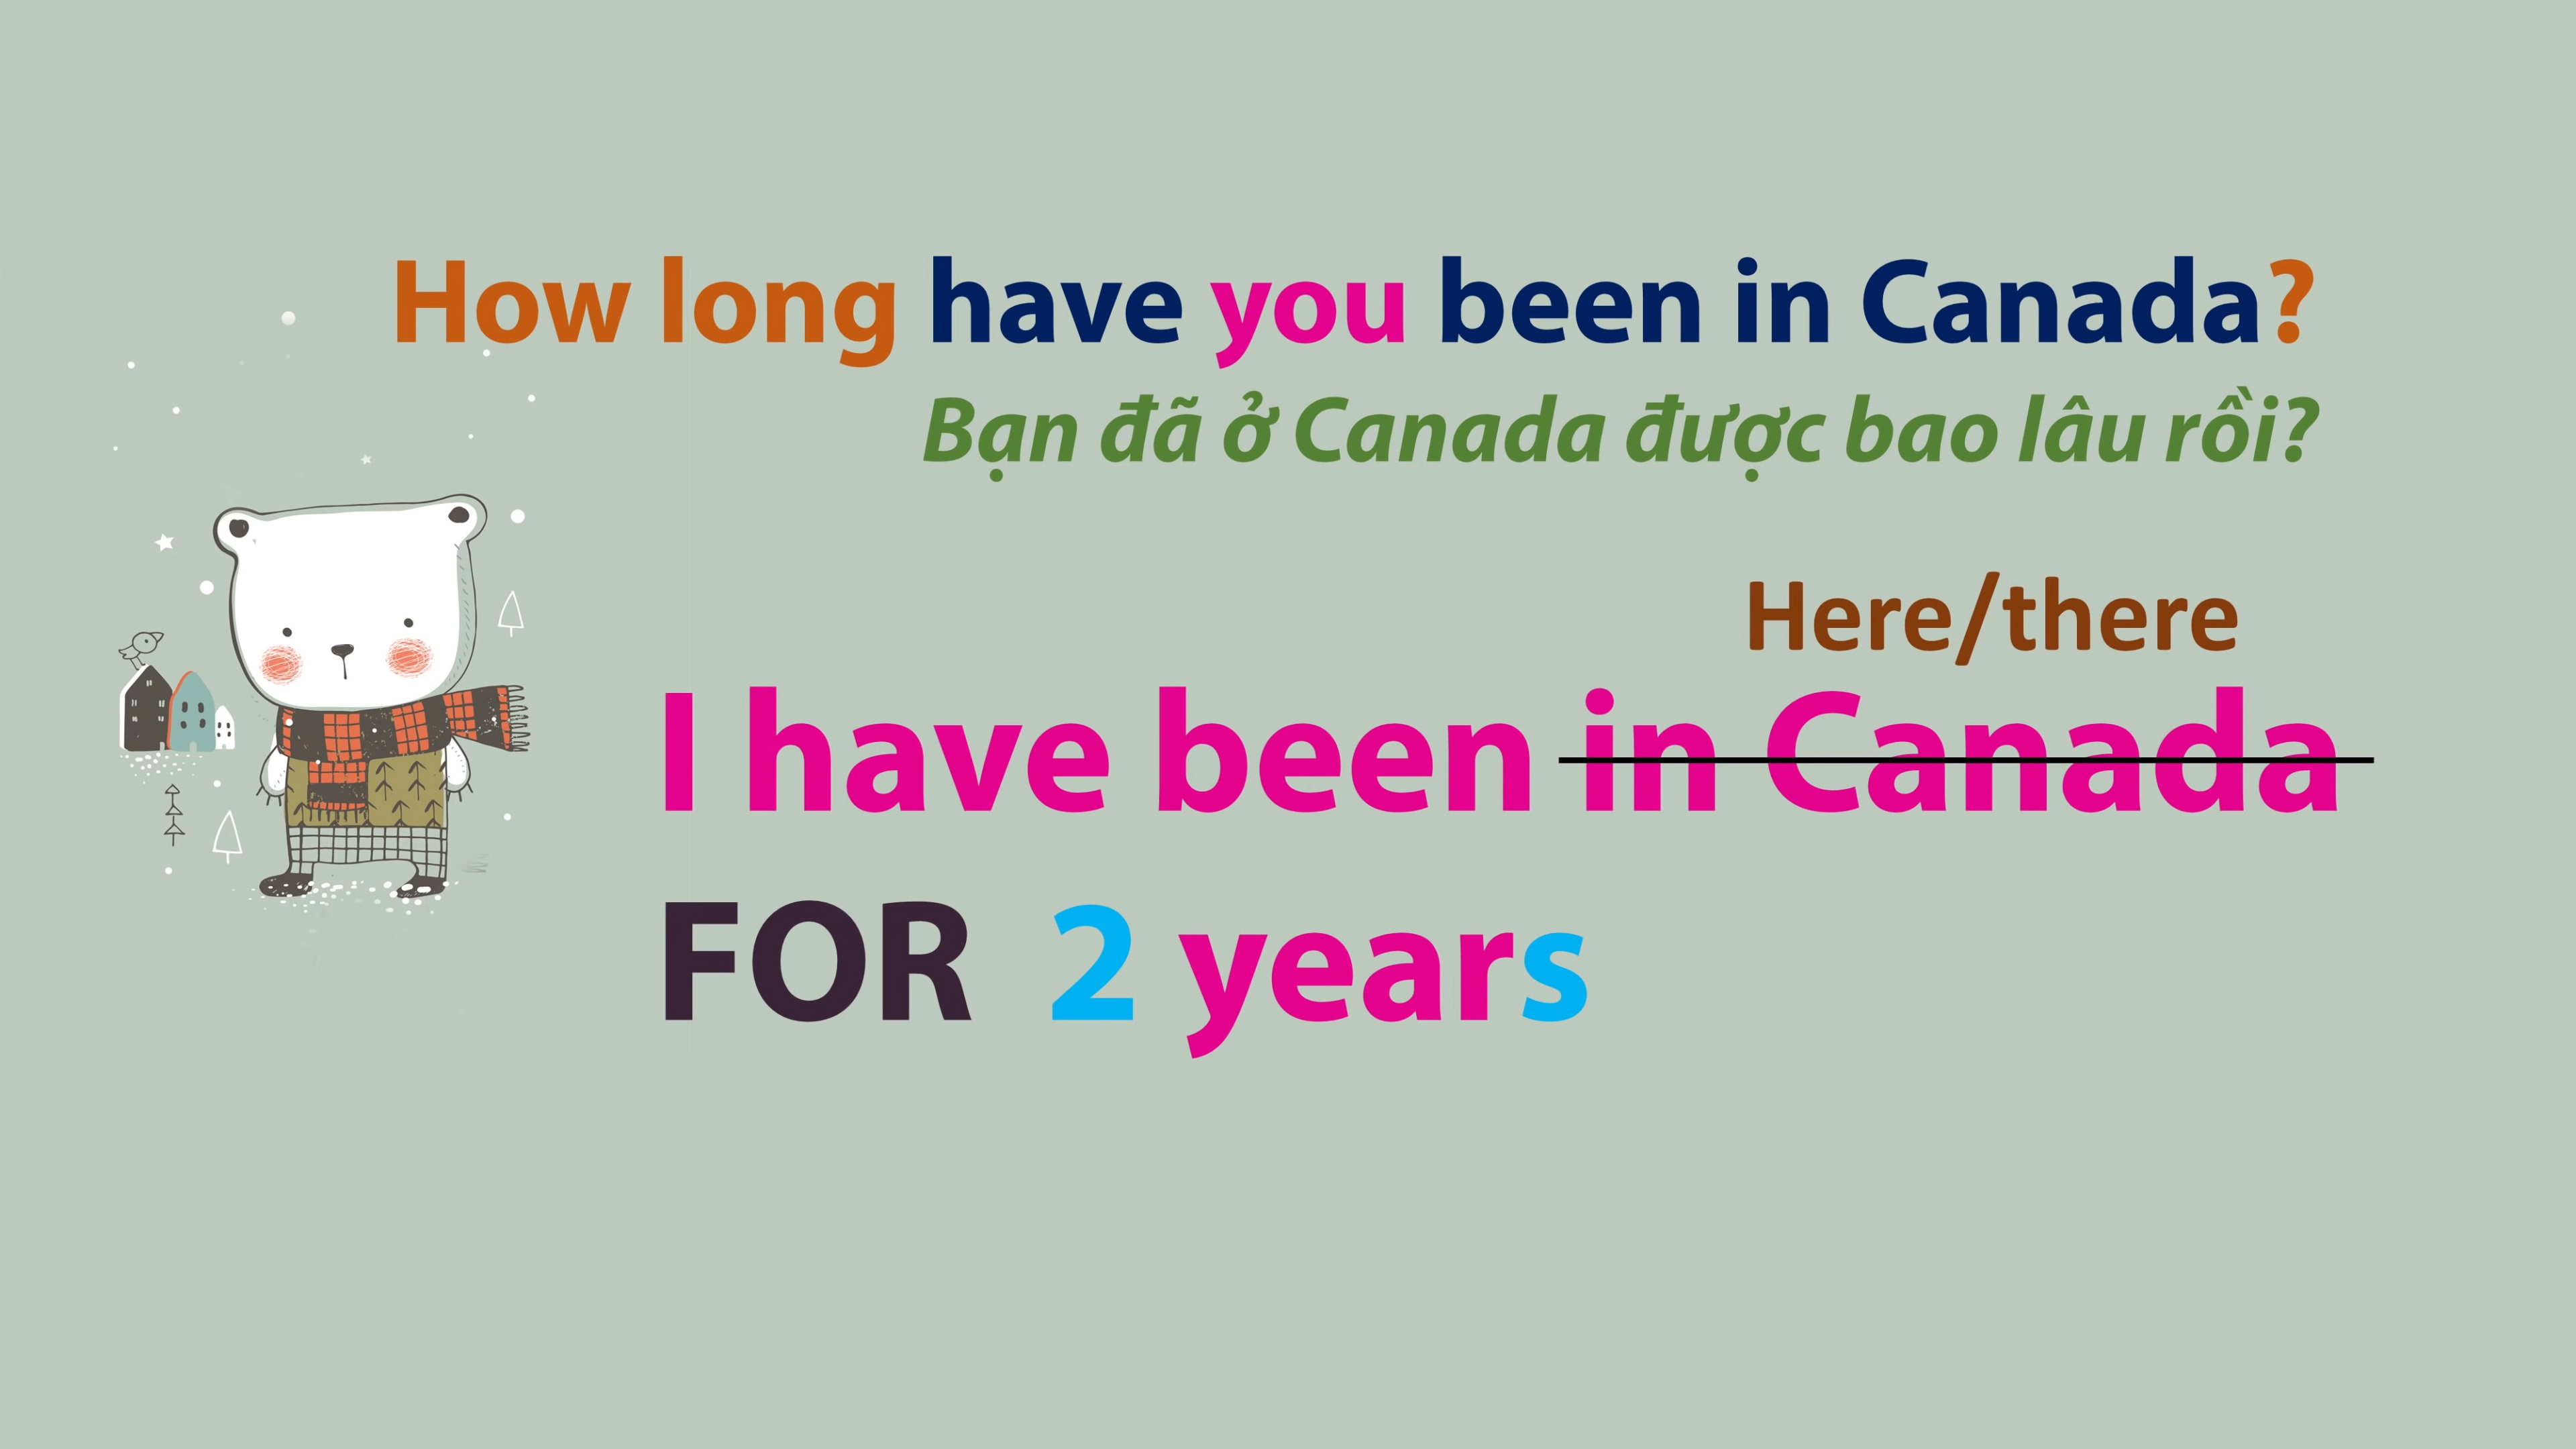 How long have you been in Canada?
Bạn đã ở Canada được bao lâu rồi?
Here/there
I have been in Canada
FOR 2 years